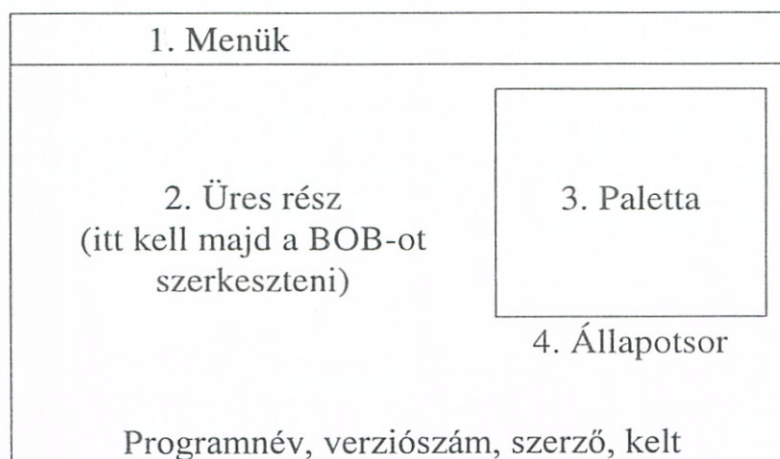 1. Menük
2. Üres rész
(itt kell majd a BOB-ot
szerkeszteni)
3. Paletta
4. Állapotsor
Programnév, verziószám, szerző, kelt